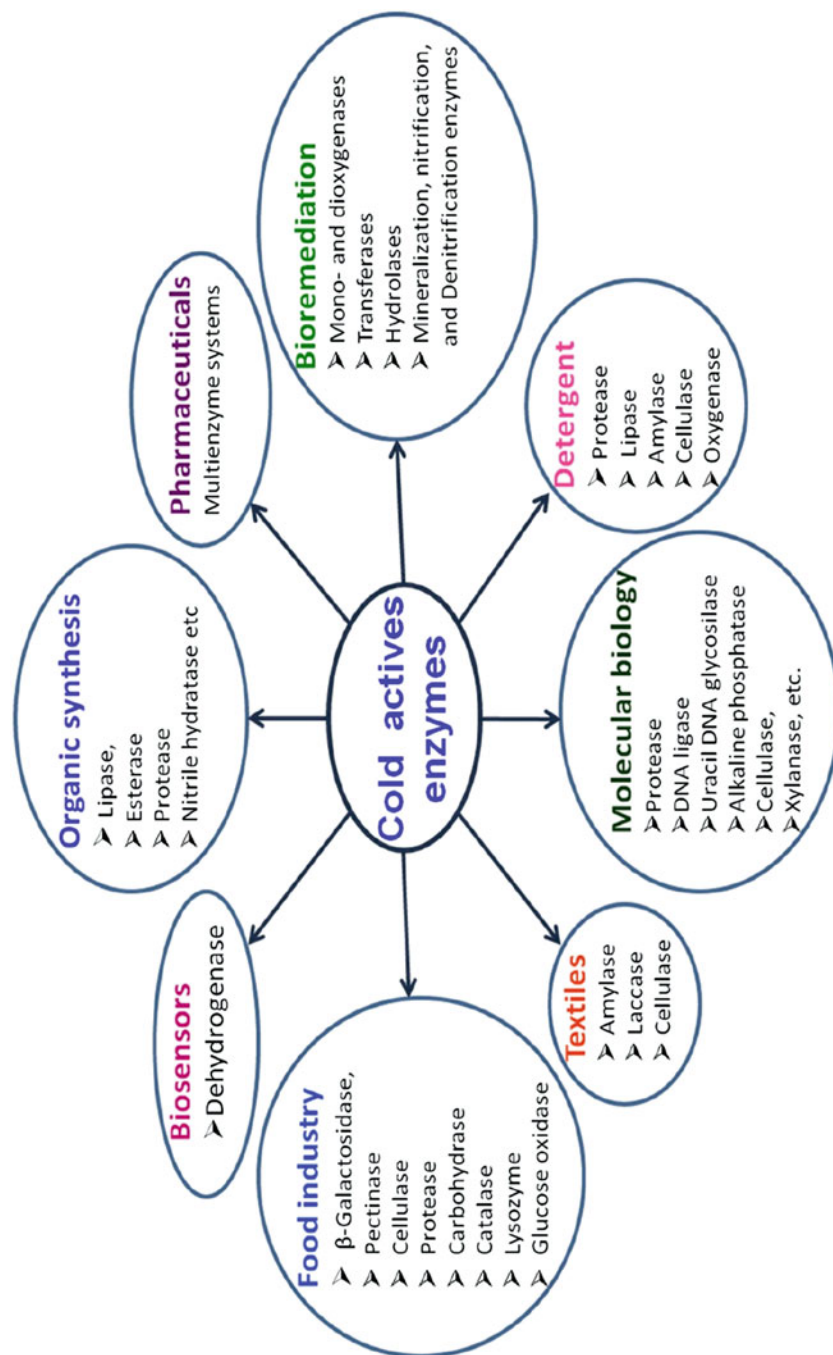 Organic synthesis
➢ Lipase,
➢ Esterase
➢ Protease
➢ Nitrile hydratase etc
Pharmaceuticals
Multienzyme systems
Bioremediation
➢ Mono- and dioxygenases
➢ Transferases
➢ Hydrolases
➢ Mineralization, nitrification,
and Denitrification enzymes
Detergent
➢ Protease
➢ Lipase
➢ Amylase
➢ Cellulase
➢ Oxygenase
Molecular biology
➢ Protease
➢ DNA ligase
➢ Uracil DNA glycosilase
➢ Alkaline phosphatase
➢ Cellulase,
➢ Xylanase, etc.
Textiles
➢ Amylase
➢ Laccase
➢ Cellulase
Food industry
➢ β-Galactosidase,
➢ Pectinase
➢ Cellulase
➢ Protease
➢ Carbohydrase
➢ Catalase
➢ Lysozyme
➢ Glucose oxidase
Biosensors
➢ Dehydrogenase
Cold actives
enzymes